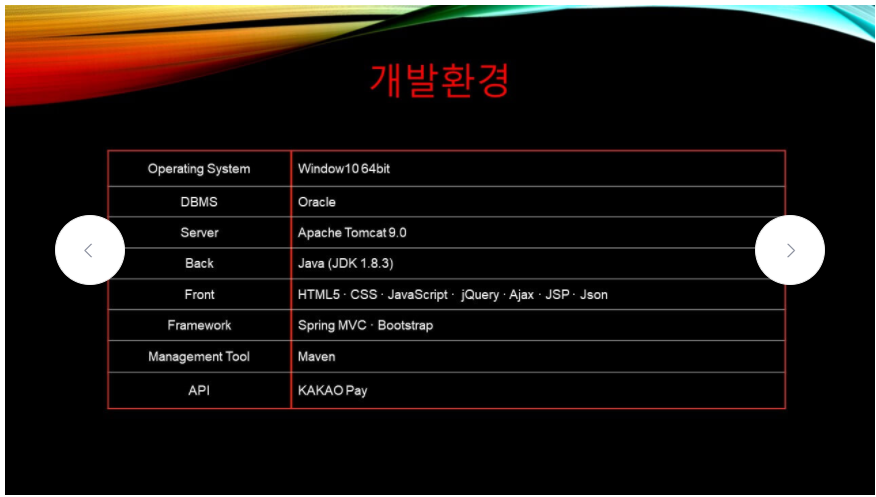 개발환경
Operating System Window10 64bit
DBMS Oracle
Server Apache Tomcat 9.0
Back Java (JDK 1.8.3)
Front HTML5 · CSS · JavaScript · jQuery · Ajax · JSP · Json
Framework Spring MVC · Bootstrap
Management Tool Maven
API KAKAO Pay